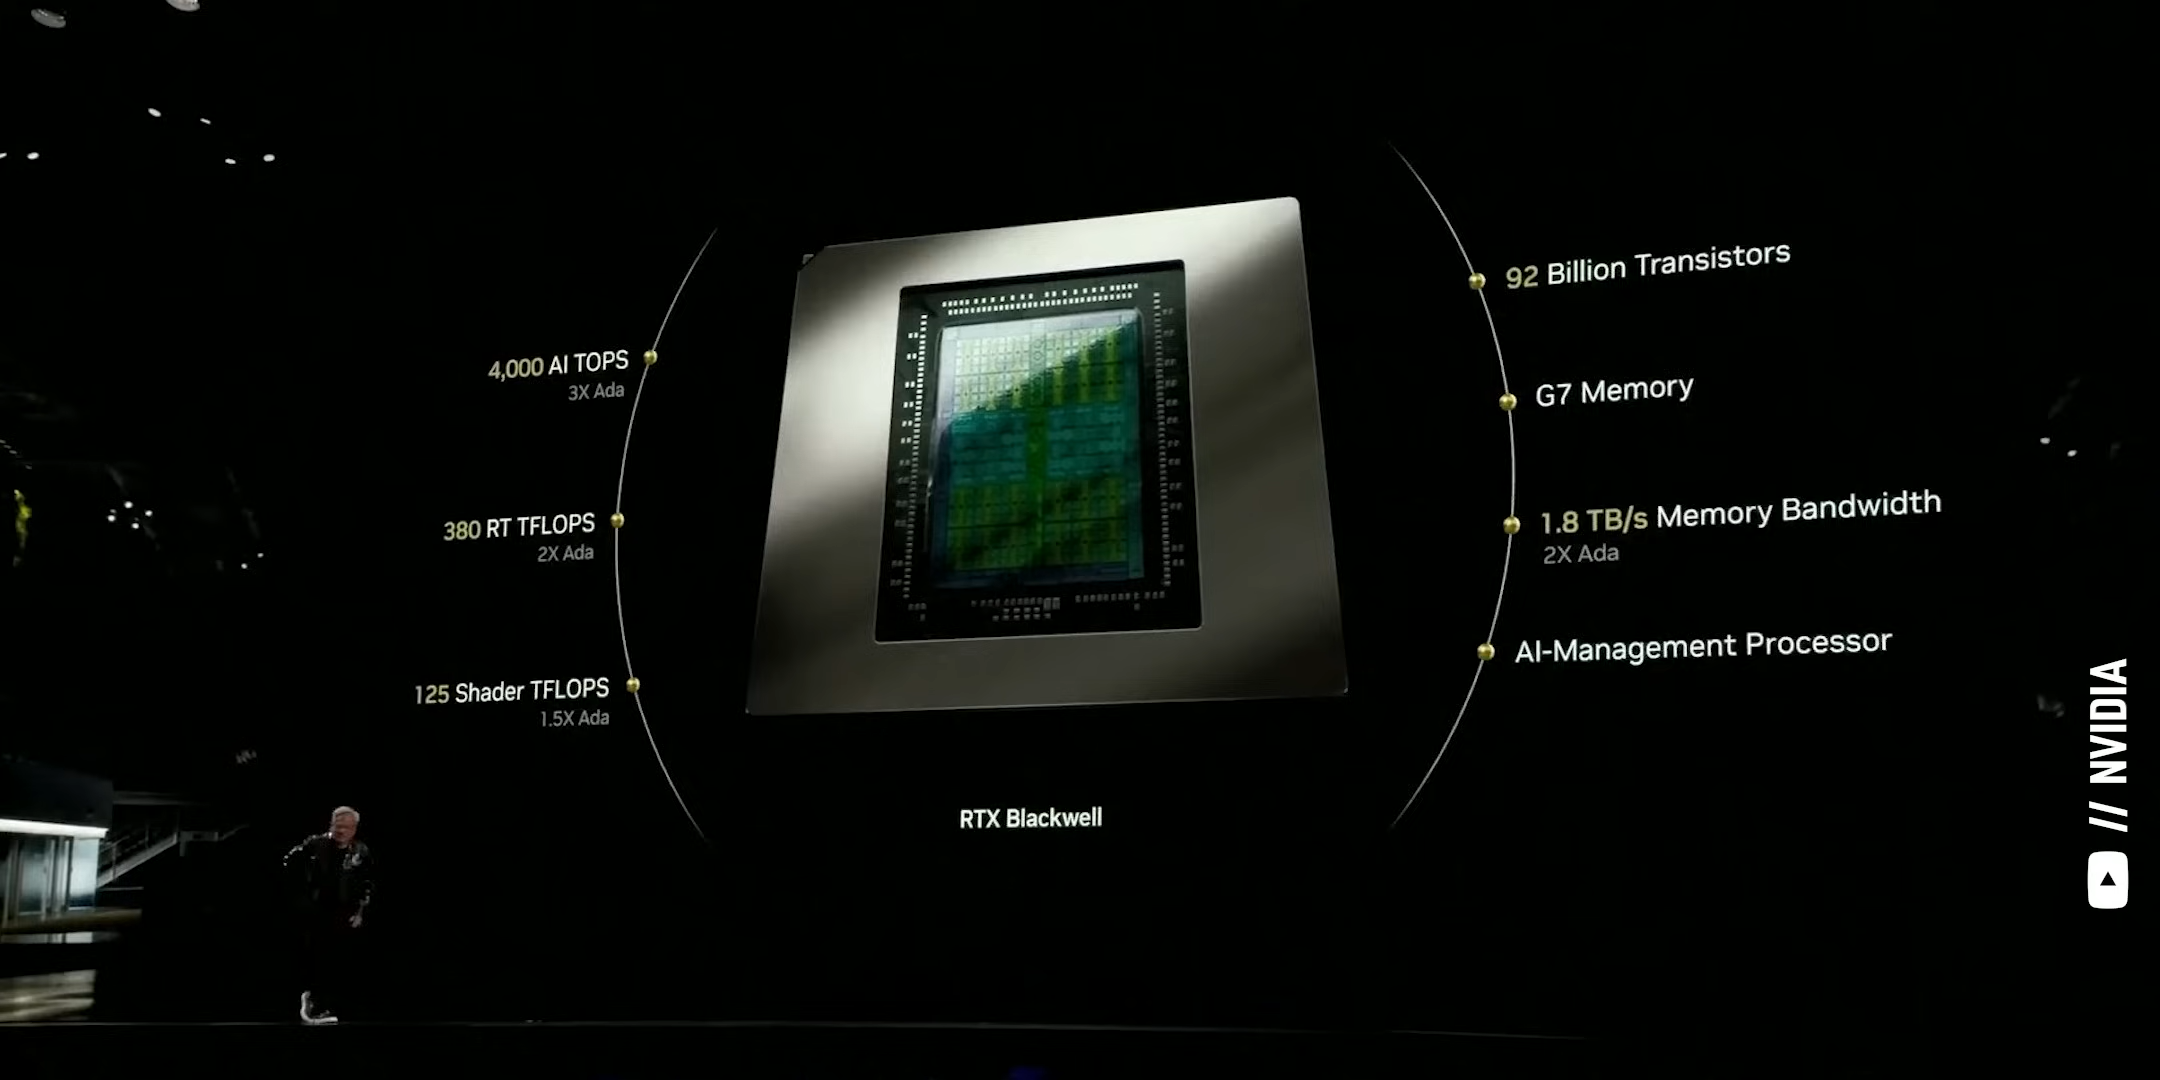 4,000 AI TOPS
3X Ada
380 RT TFLOPS
2X Ada
125 Shader TFLOPS
1.5X Ada
92 Billion Transistors
G7 Memory
1.8 TB/s Memory Bandwidth
2X Ada
AI-Management Processor
RTX Blackwell
// NVIDIA